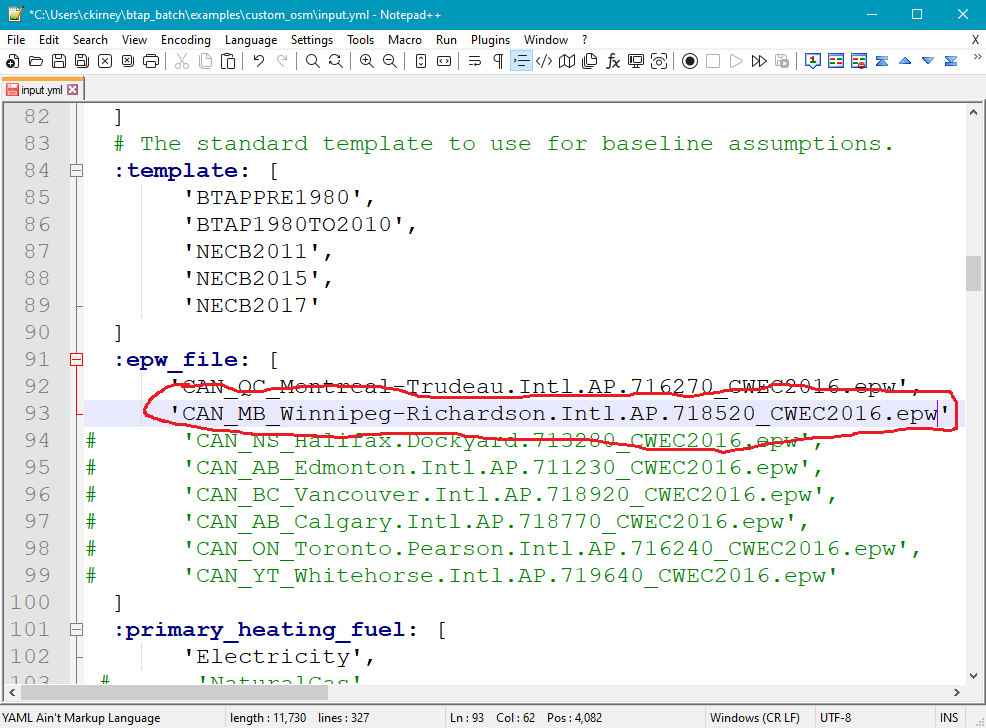 *C:\Users\ckirney\btap_batch\examples\custom_osm\input.yml - Notepad++
File Edit Search View Encoding Language Settings Tools Macro Run Plugins Window ? X
input.yml
82 ]
83 # The standard template to use for baseline assumptions.
84 :template: [
85 'BTAPPRE1980',
86 'BTAP1980TO2010',
87 'NECB2011',
88 'NECB2015',
89 'NECB2017'
90 ]
91 :epw_file: [
92 'CAN_QC_Montreal-Trudeau.Intl.AP.716270_CWEC2016.epw',
93 'CAN_MB_Winnipeg-Richardson.Intl.AP.718520_CWEC2016.epw'
94 # 'CAN_NS_Halifax.Dockyard.713280_CWEC2016.epw',
95 # 'CAN_AB_Edmonton.Intl.AP.711230_CWEC2016.epw',
96 # 'CAN_BC_Vancouver.Intl.AP.718920_CWEC2016.epw',
97 # 'CAN_AB_Calgary.Intl.AP.718770_CWEC2016.epw',
98 # 'CAN_ON_Toronto.Pearson.Intl.AP.716240_CWEC2016.epw',
99 # 'CAN_YT_Whitehorse.Intl.AP.719640_CWEC2016.epw'
100 ]
101 :primary_heating_fuel: [
102 'Electricity',
103 # 'NaturalGas'
YAML Ain't Markup Language length : 11,730 lines : 327 Ln : 93 Col : 62 Pos : 4,082 Windows (CR LF) UTF-8 INS